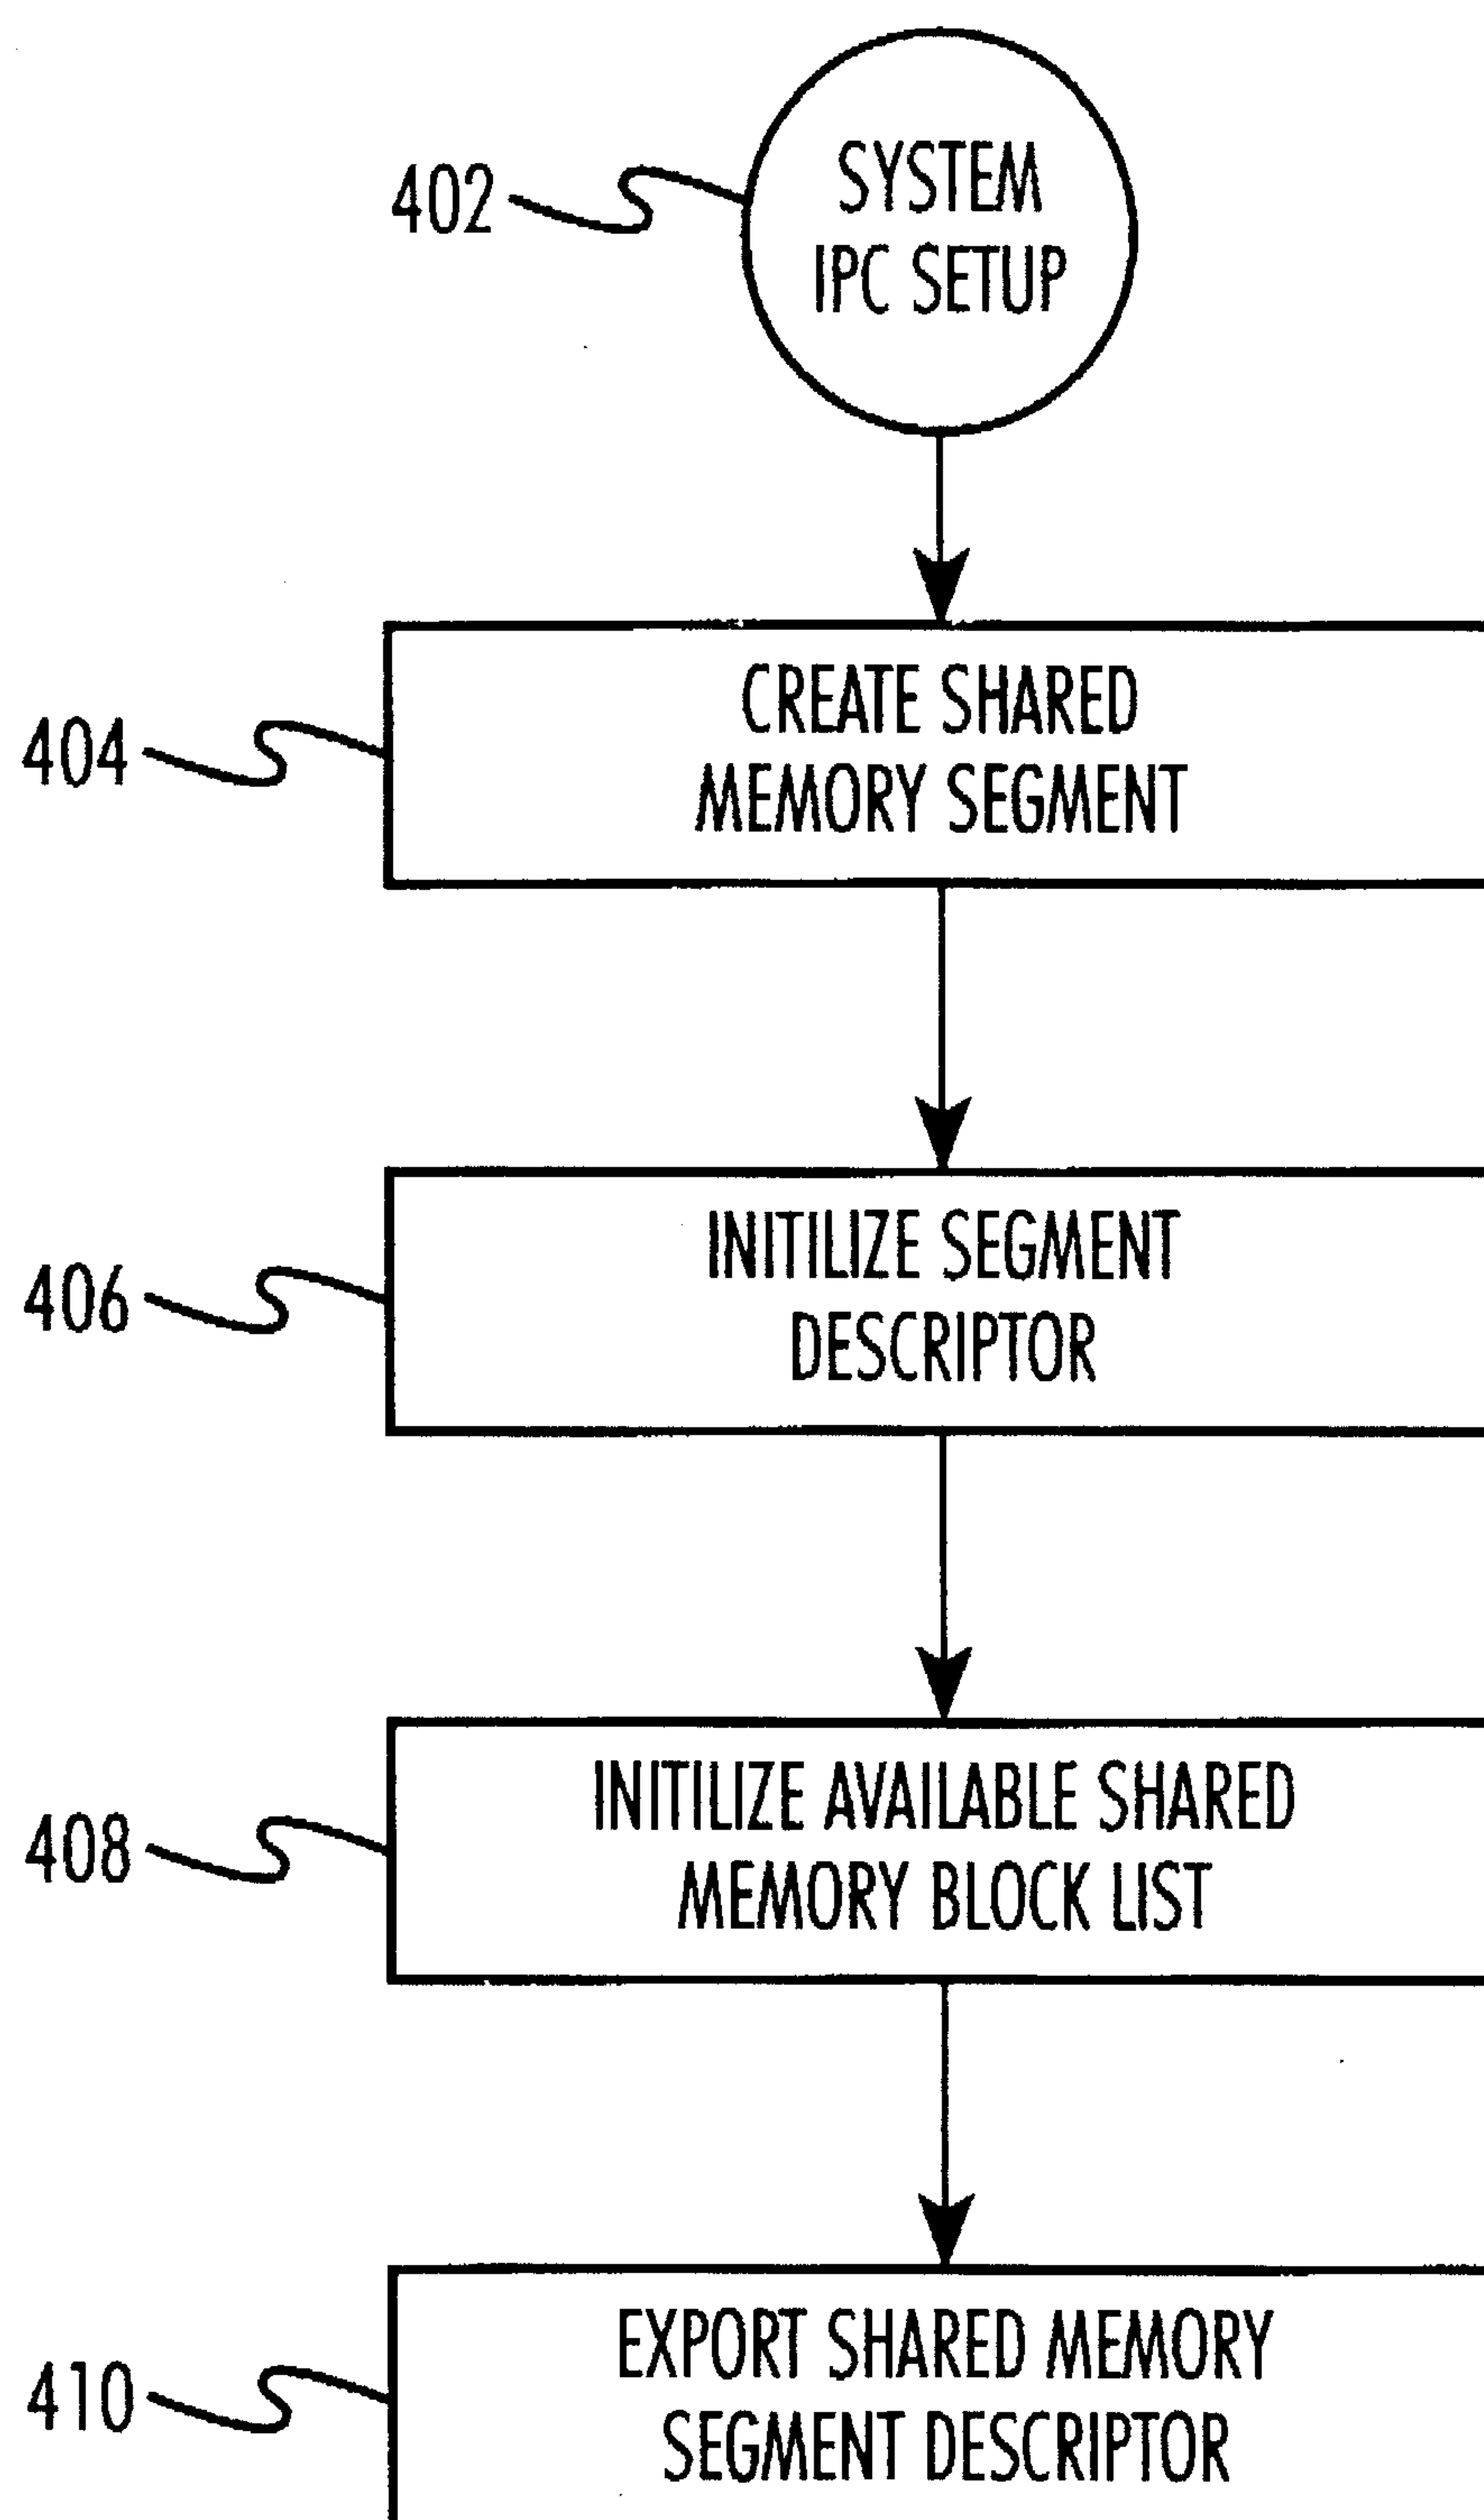 402
SYSTEM
IPC SETUP
404
CREATE SHARED
MEMORY SEGMENT
406
INITILIZE SEGMENT
DESCRIPTOR
408
INITILIZE AVAILABLE SHARED
MEMORY BLOCK LIST
410
EXPORT SHARED MEMORY
SEGMENT DESCRIPTOR